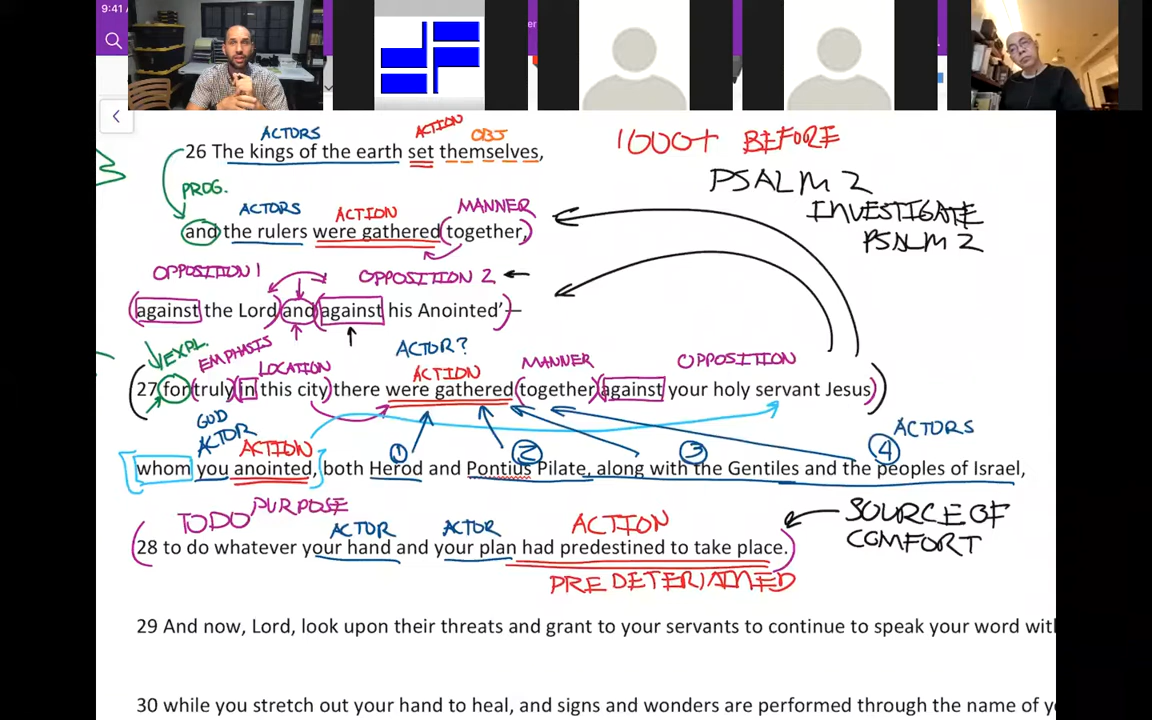 9:41
ACTORS ACTION OBJ
26 The kings of the earth set themselves,
1000+ BEFORE
PSALM 2
INVESTIGATE
PSALM 2
PROG.
ACTORS ACTION MANNER
and the rulers were gathered (together,)
OPPOSITION 1 OPPOSITION 2
(against the Lord) and (against his Anointed')—
EXPL. EMPHASIS LOCATION ACTOR? ACTION MANNER OPPOSITION
(27 for (truly) (in this city) there were gathered (together) (against your holy servant Jesus))
GOD
ACTOR ACTION 1 2 3 4 ACTORS
[whom you anointed,] both Herod and Pontius Pilate, along with the Gentiles and the peoples of Israel,
TODO PURPOSE ACTOR ACTOR ACTION
SOURCE OF
COMFORT
(28 to do whatever your hand and your plan had predestined to take place.)
PREDETERIAMED
29 And now, Lord, look upon their threats and grant to your servants to continue to speak your word with
30 while you stretch out your hand to heal, and signs and wonders are performed through the name of